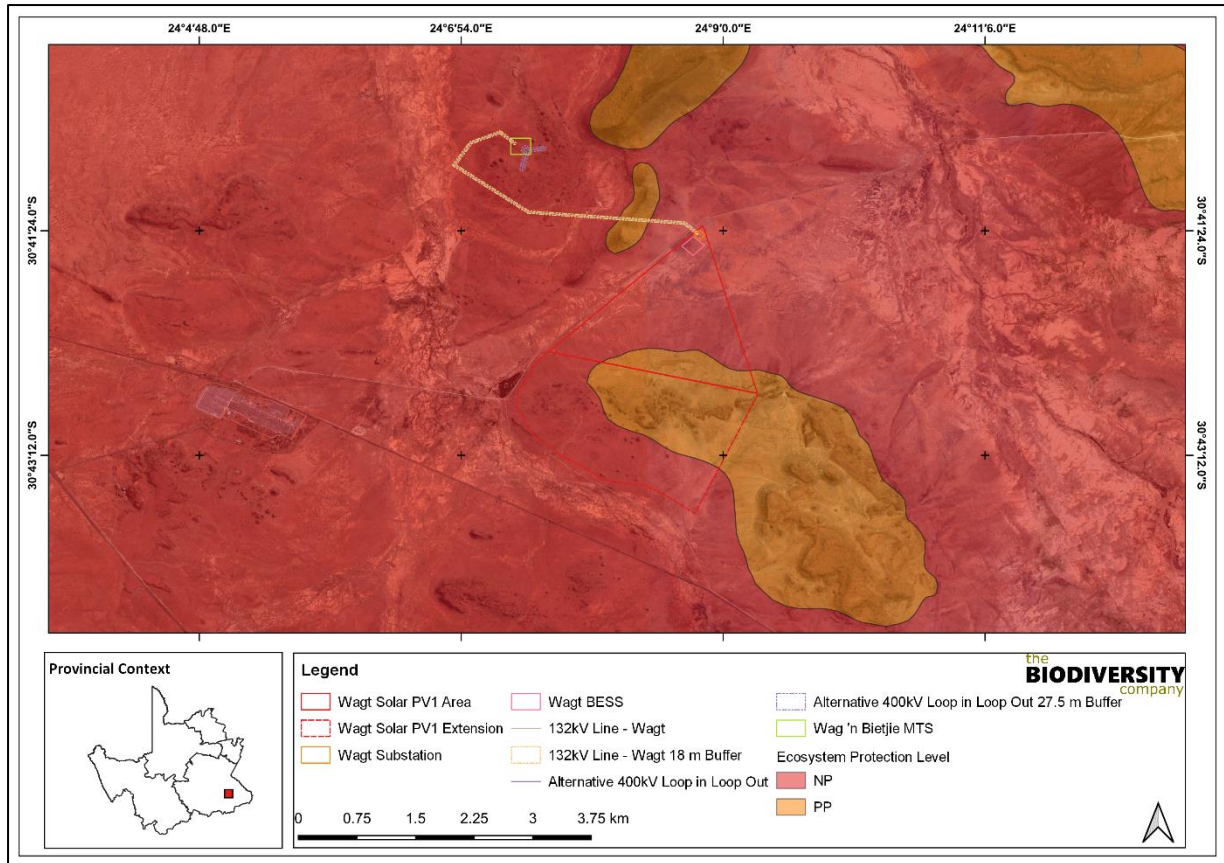 24°4'48.0"E 24°6'54.0"E 24°9'0.0"E 24°11'6.0"E
30°41'24.0"S 30°41'24.0"S
30°43'12.0"S 30°43'12.0"S
Provincial Context
Legend
Wagt Solar PV1 Area
Wagt Solar PV1 Extension
Wagt Substation
Wagt BESS
132kV Line - Wagt
132kV Line - Wagt 18 m Buffer
Alternative 400kV Loop in Loop Out
Alternative 400kV Loop in Loop Out 27.5 m Buffer
Wag 'n Bietjie MTS
Ecosystem Protection Level
NP
PP
0 0.75 1.5 2.25 3 3.75 km
the
BIODIVERSITY
company